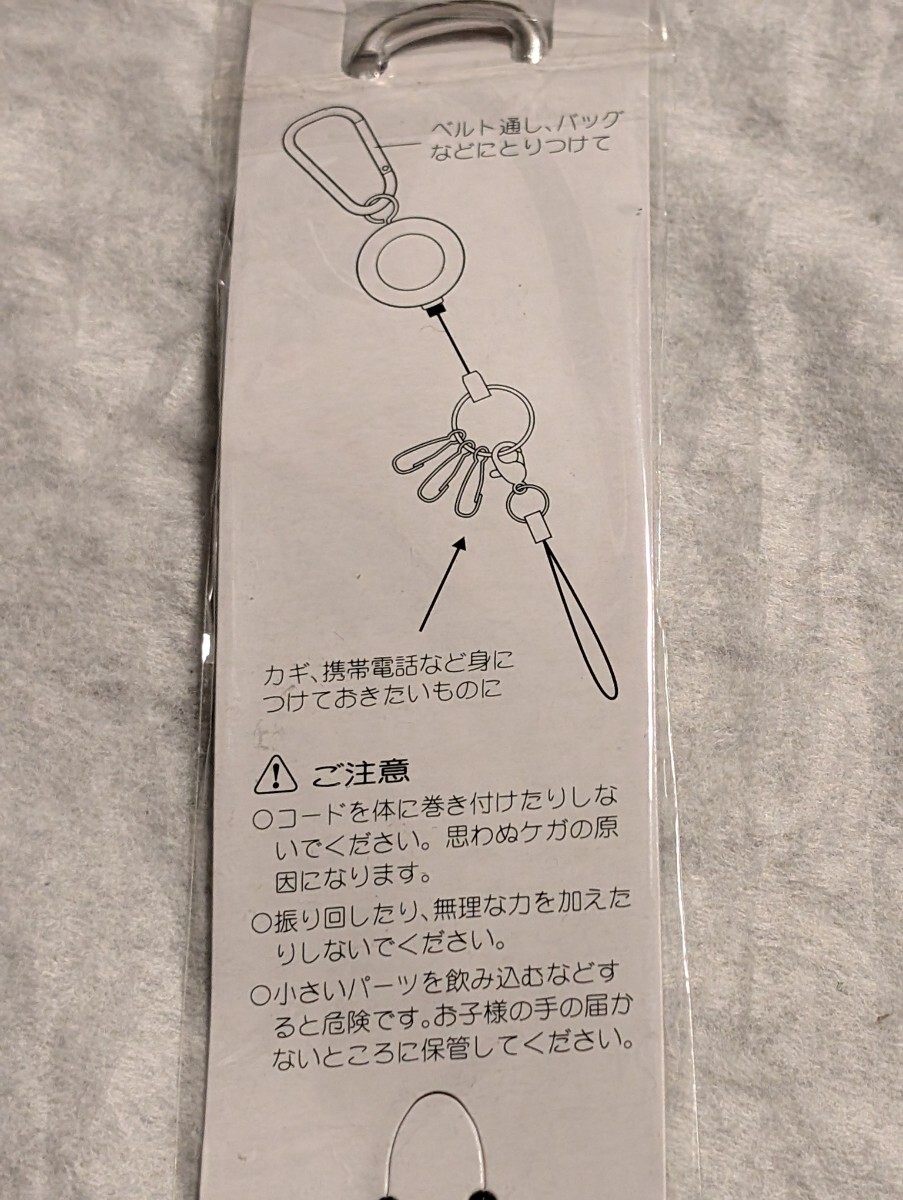 ベルト通し、バッグ
などにとりつけて
カギ、携帯電話など身に
つけておきたいものに
ご注意
○コードを体に巻き付けたりしな
いでください。思わぬケガの原
因になります。
○振り回したり、無理な力を加えた
りしないでください。
○小さいパーツを飲み込むなどす
ると危険です。お子様の手の届か
ないところに保管してください。